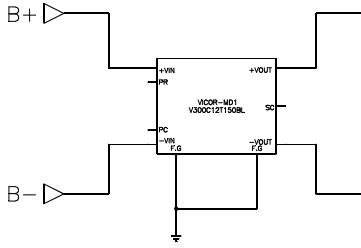 B+
+VIN
+VOUT
PR
VICOR-MD1
V300C12T150BL
SC
PC
-VIN
-VOUT
F.G
F.G
B-